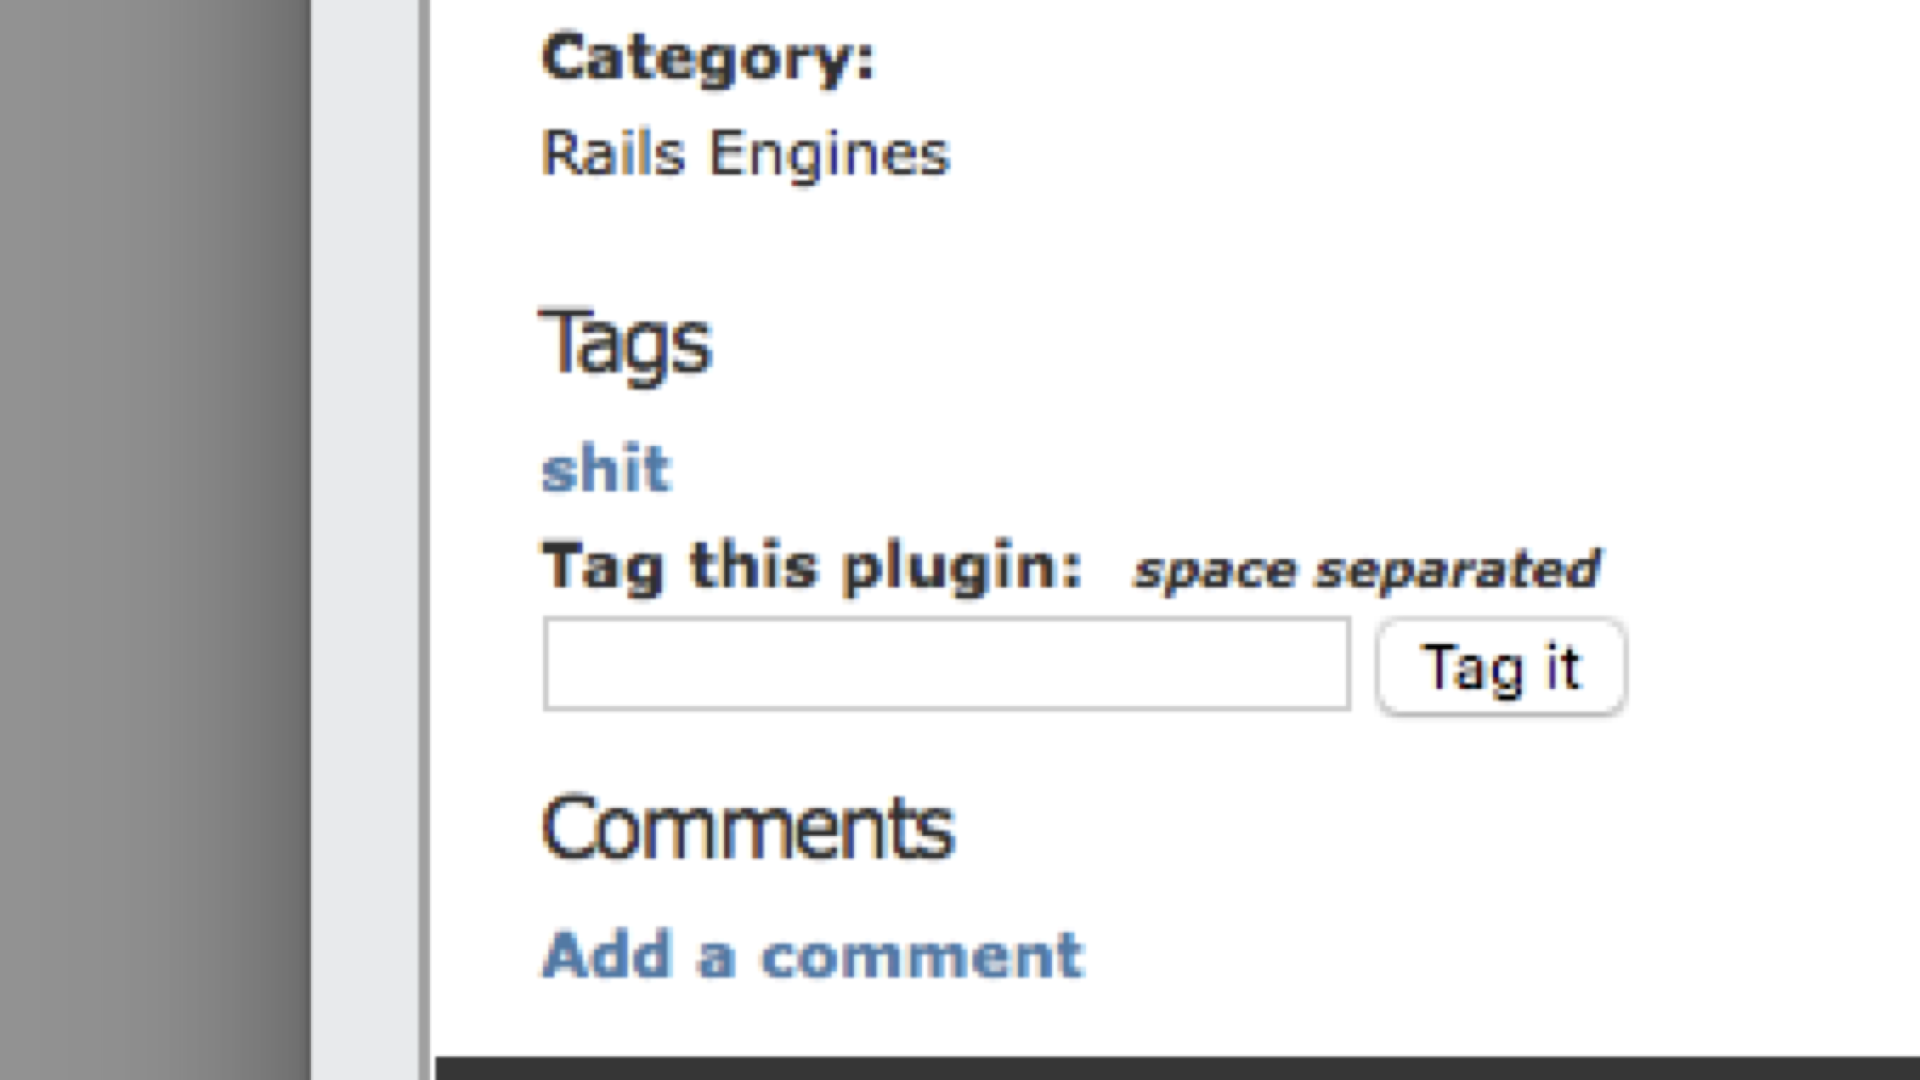 Category:
Rails Engines
Tags
shit
Tag this plugin: space separated
Tag it
Comments
Add a comment